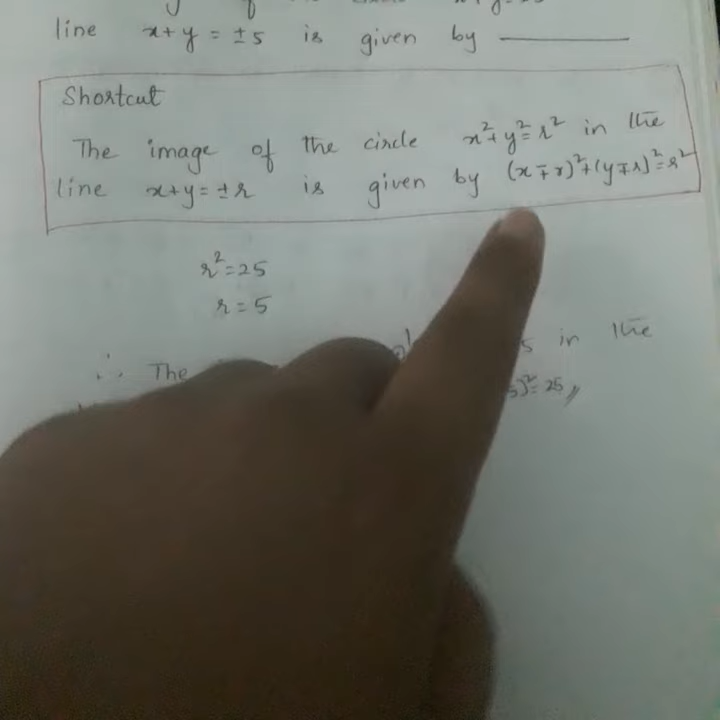 line x+y = ±5 is given by ________
Shortcut
The image of the circle x²+y²=r² in the
line x+y=±r is given by (x∓r)²+(y∓r)²=r²
r²=25
r=5
∴ The 5 in the
)²=25,,